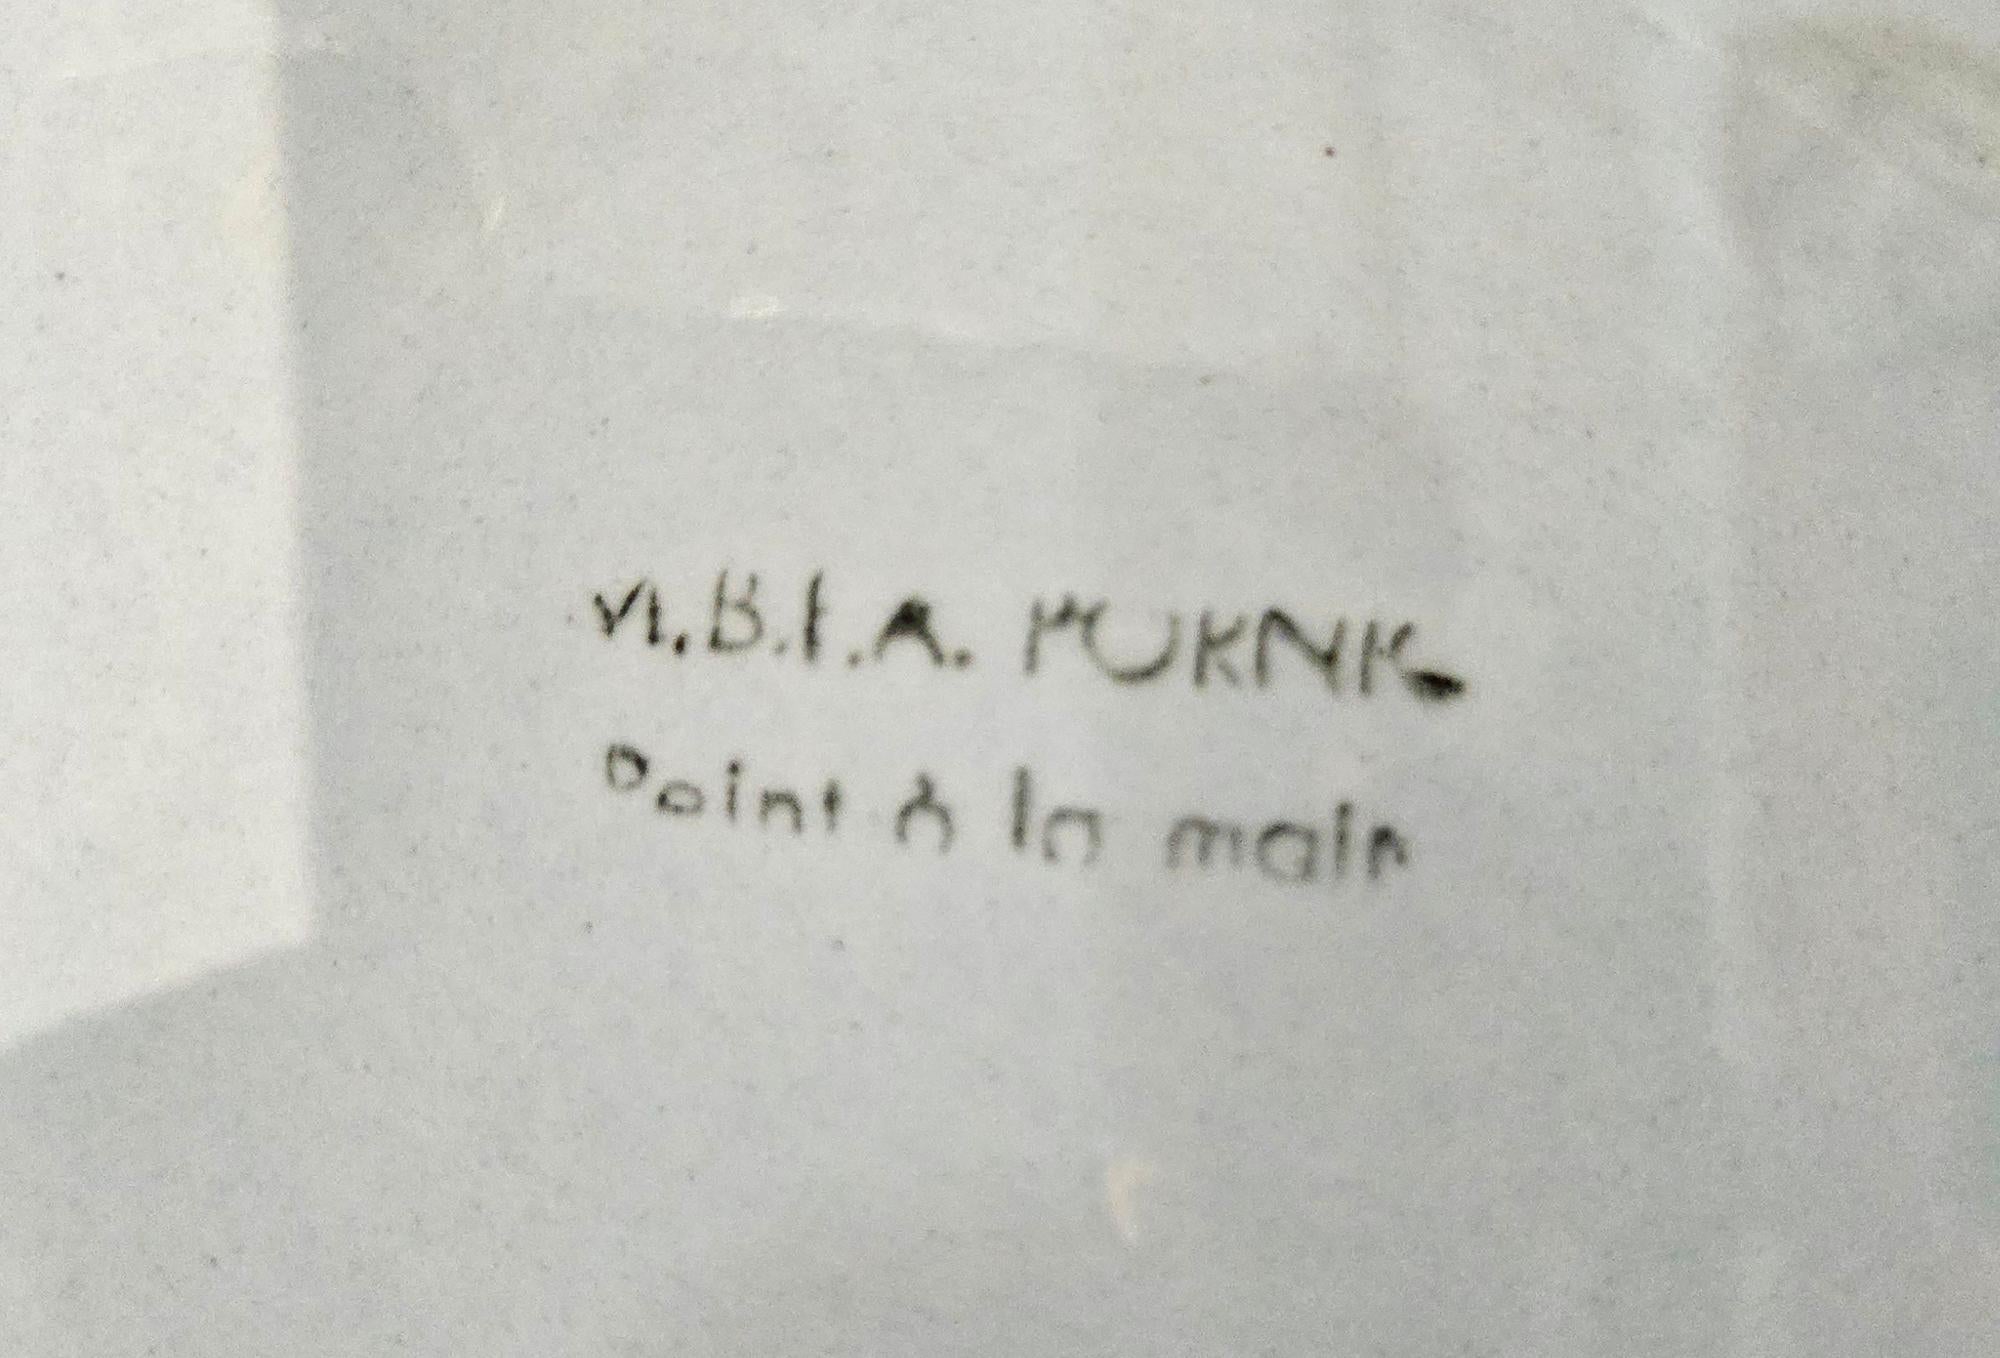 M.B.F.A. PORNIC
Peint à la main